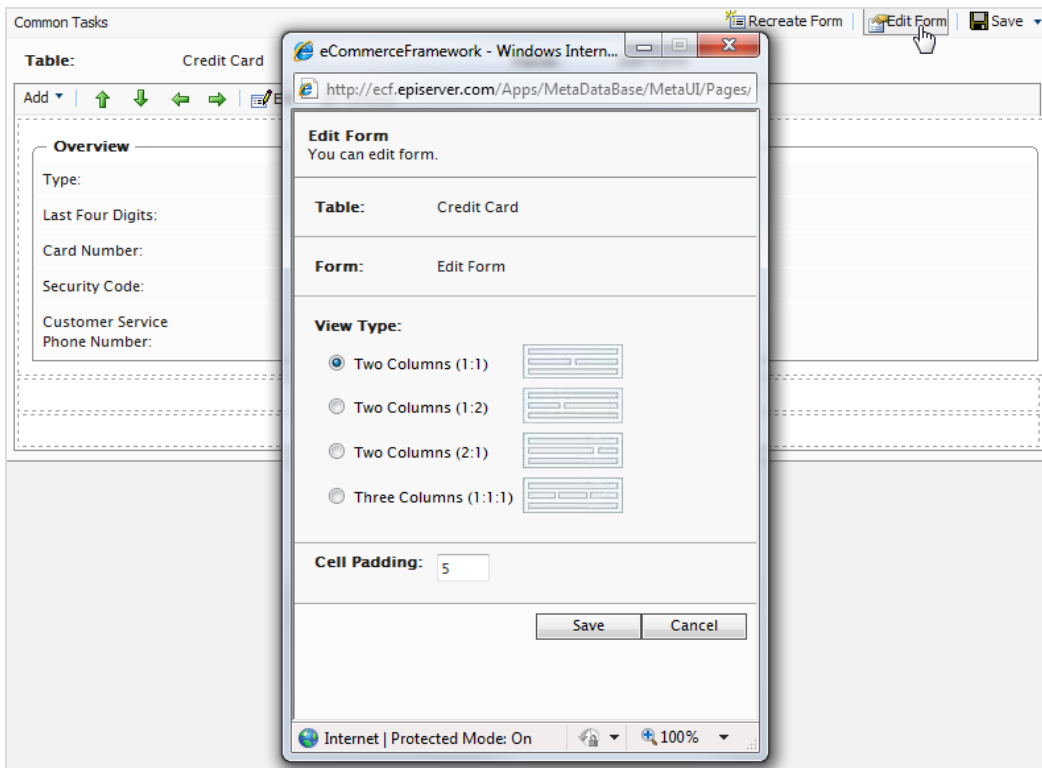 Common Tasks
Recreate Form
Edit Form
Save
Table: Credit Card
Add
Overview
Type:
Last Four Digits:
Card Number:
Security Code:
Customer Service
Phone Number:
eCommerceFramework - Windows Intern...
http://ecf.episerver.com/Apps/MetaDataBase/MetaUI/Pages/
Edit Form
You can edit form.
Table: Credit Card
Form: Edit Form
View Type:
Two Columns (1:1)
Two Columns (1:2)
Two Columns (2:1)
Three Columns (1:1:1)
Cell Padding: 5
Save Cancel
Internet | Protected Mode: On 100%